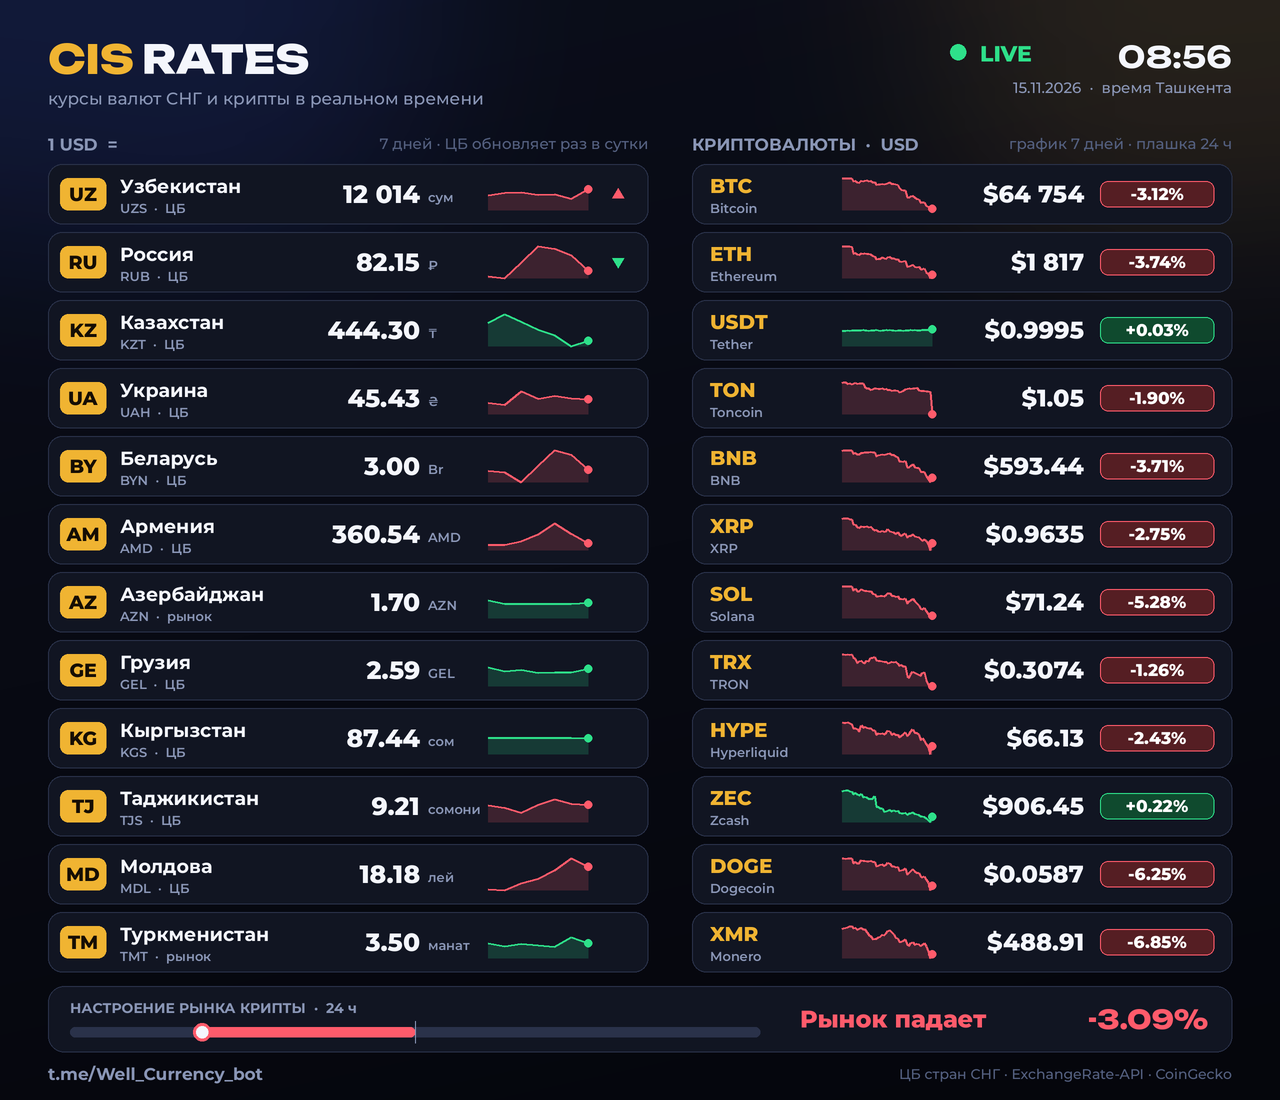 CIS RATES
курсы валют СНГ и крипты в реальном времени
LIVE 08:56
15.11.2026 · время Ташкента
1 USD =
7 дней · ЦБ обновляет раз в сутки
UZ Узбекистан 12 014 сум
UZS · ЦБ
RU Россия 82.15 ₽
RUB · ЦБ
KZ Казахстан 444.30 ₸
KZT · ЦБ
UA Украина 45.43 ₴
UAH · ЦБ
BY Беларусь 3.00 Br
BYN · ЦБ
AM Армения 360.54 AMD
AMD · ЦБ
AZ Азербайджан 1.70 AZN
AZN · рынок
GE Грузия 2.59 GEL
GEL · ЦБ
KG Кыргызстан 87.44 сом
KGS · ЦБ
TJ Таджикистан 9.21 сомони
TJS · ЦБ
MD Молдова 18.18 лей
MDL · ЦБ
TM Туркменистан 3.50 манат
TMT · рынок
КРИПТОВАЛЮТЫ · USD
график 7 дней · плашка 24 ч
BTC $64 754 -3.12%
Bitcoin
ETH $1 817 -3.74%
Ethereum
USDT $0.9995 +0.03%
Tether
TON $1.05 -1.90%
Toncoin
BNB $593.44 -3.71%
BNB
XRP $0.9635 -2.75%
XRP
SOL $71.24 -5.28%
Solana
TRX $0.3074 -1.26%
TRON
HYPE $66.13 -2.43%
Hyperliquid
ZEC $906.45 +0.22%
Zcash
DOGE $0.0587 -6.25%
Dogecoin
XMR $488.91 -6.85%
Monero
НАСТРОЕНИЕ РЫНКА КРИПТЫ · 24 ч
Рынок падает -3.09%
t.me/Well_Currency_bot
ЦБ стран СНГ · ExchangeRate-API · CoinGecko